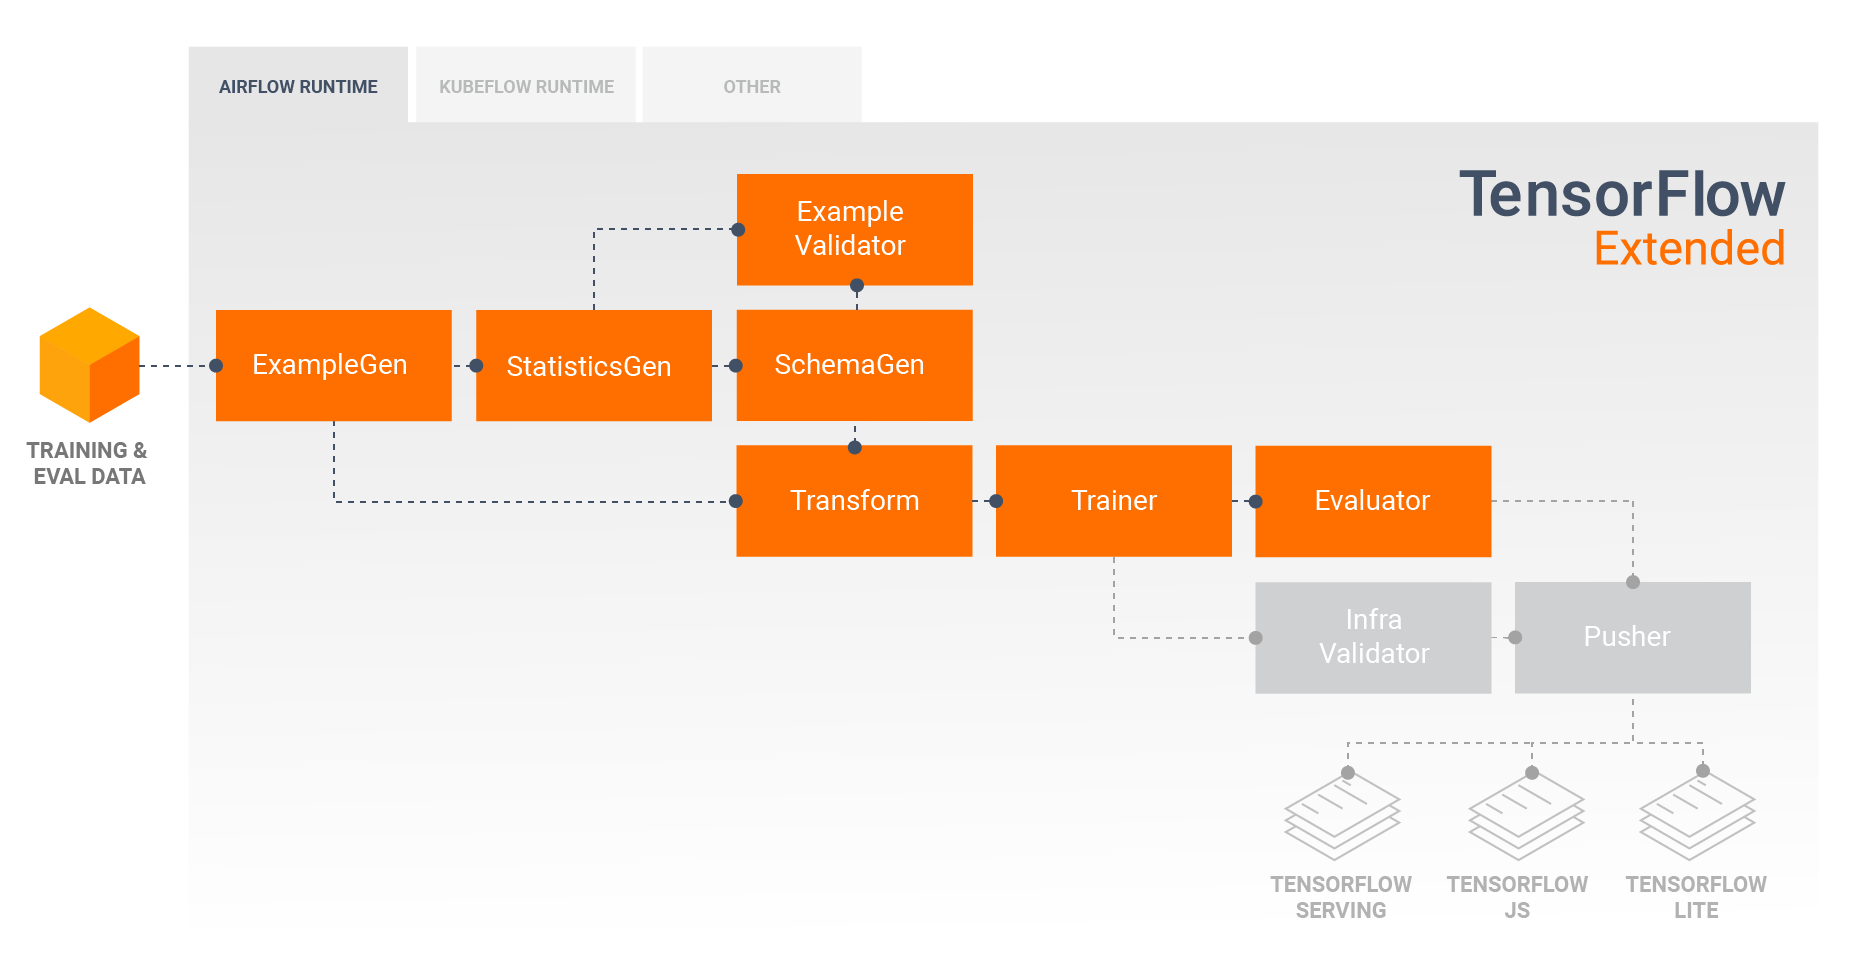 AIRFLOW RUNTIME
KUBEFLOW RUNTIME
OTHER
TensorFlow
Extended
Example
Validator
ExampleGen
StatisticsGen
SchemaGen
TRAINING &
EVAL DATA
Transform
Trainer
Evaluator
Infra
Validator
Pusher
TENSORFLOW
SERVING
TENSORFLOW
JS
TENSORFLOW
LITE